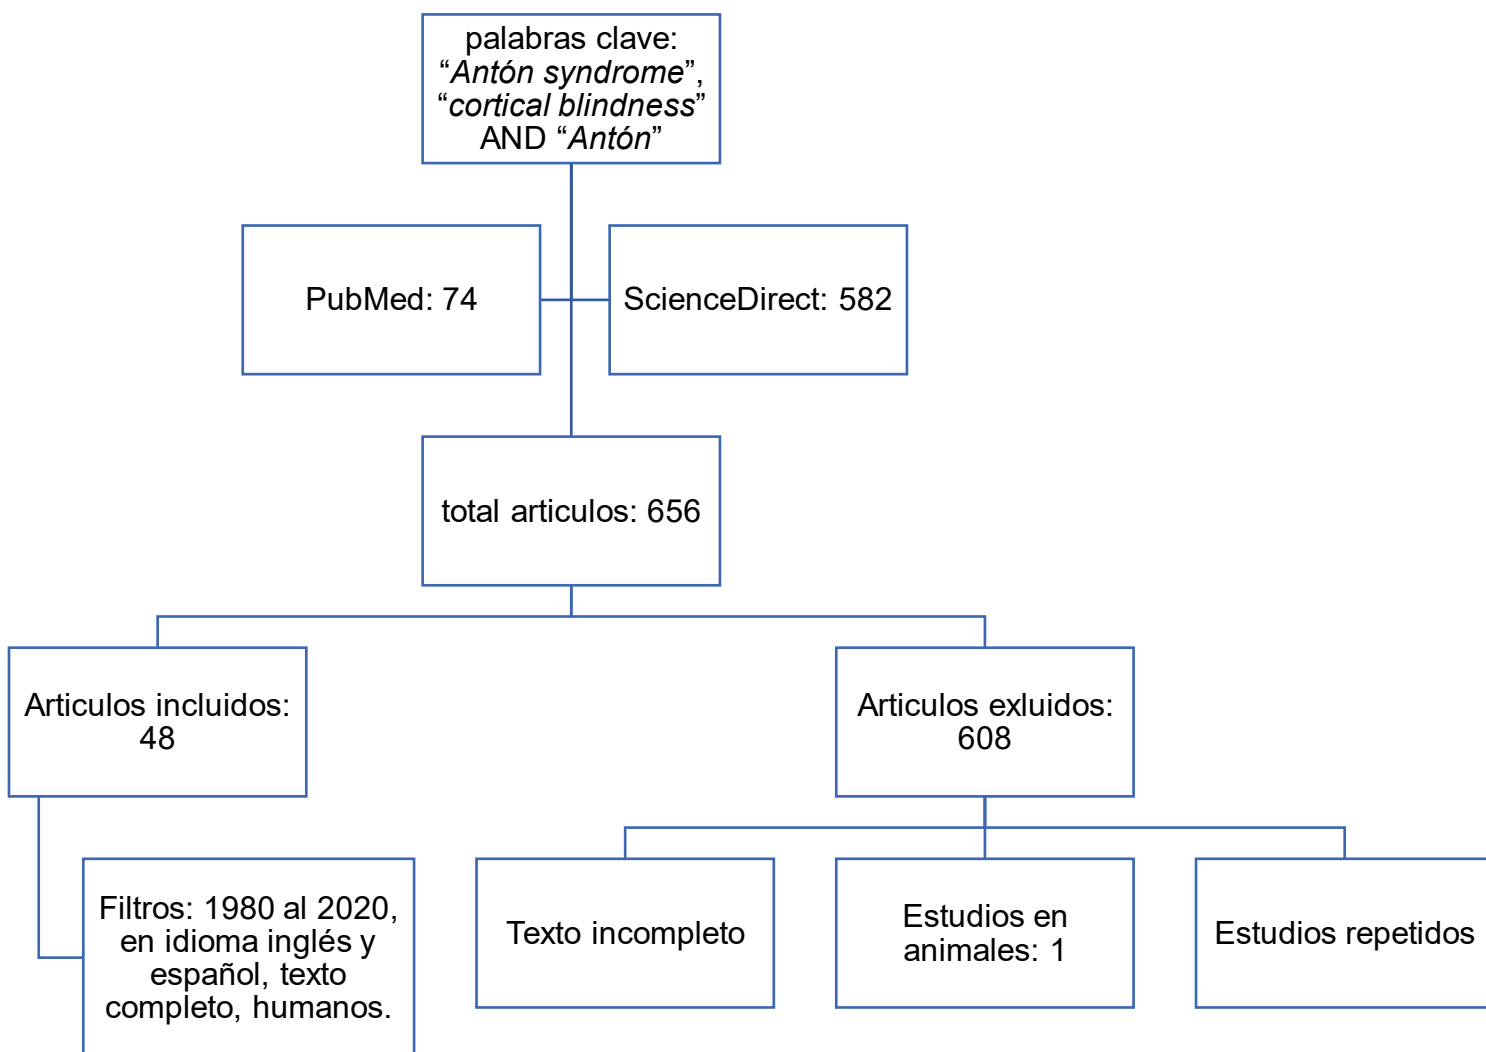 palabras clave:
“Antón syndrome”,
“cortical blindness”
AND “Antón”
PubMed: 74
ScienceDirect: 582
total articulos: 656
Articulos incluidos:
48
Articulos exluidos:
608
Filtros: 1980 al 2020,
en idioma inglés y
español, texto
completo, humanos.
Texto incompleto
Estudios en
animales: 1
Estudios repetidos